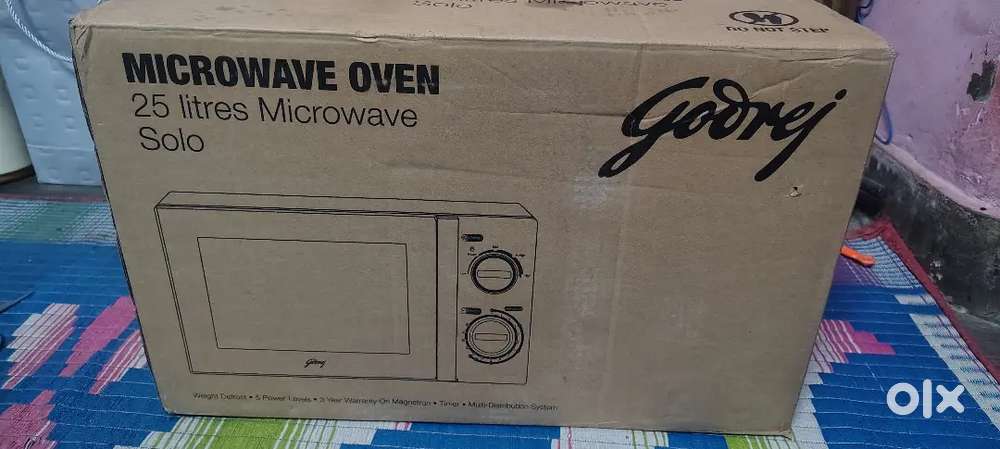 Solo
DO NOT STEP
MICROWAVE OVEN
25 litres Microwave
Solo
Godrej
Godrej
Weight Defrost • 5 Power Levels • 3 Year Warranty On Magnetron • Timer • Multi-Distribution System
olx